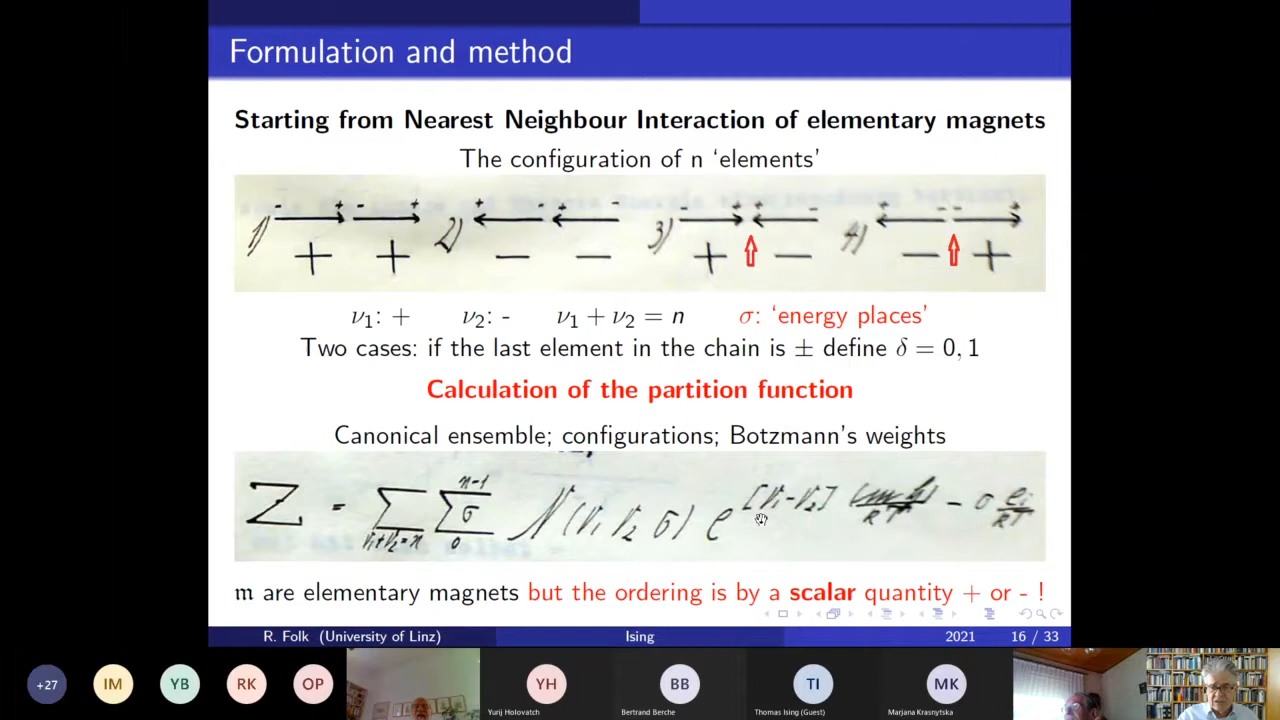 Formulation and method
Starting from Nearest Neighbour Interaction of elementary magnets
The configuration of n ‘elements’
- + - + + - + - - + + - + - - +
1) + + 2) − − 3) + − 4) − +
ν₁: + ν₂: - ν₁ + ν₂ = n σ: ‘energy places’
Two cases: if the last element in the chain is ± define δ = 0, 1
Calculation of the partition function
Canonical ensemble; configurations; Botzmann’s weights
Z = Σ Σ N(ν₁ ν₂ σ) e
m are elementary magnets but the ordering is by a scalar quantity + or - !
R. Folk (University of Linz) Ising 2021 16 / 33
+27 IM YB RK OP YH BB TI MK
Yurij Holovatch Bertrand Berche Thomas Ising (Guest) Marjana Krasnytska